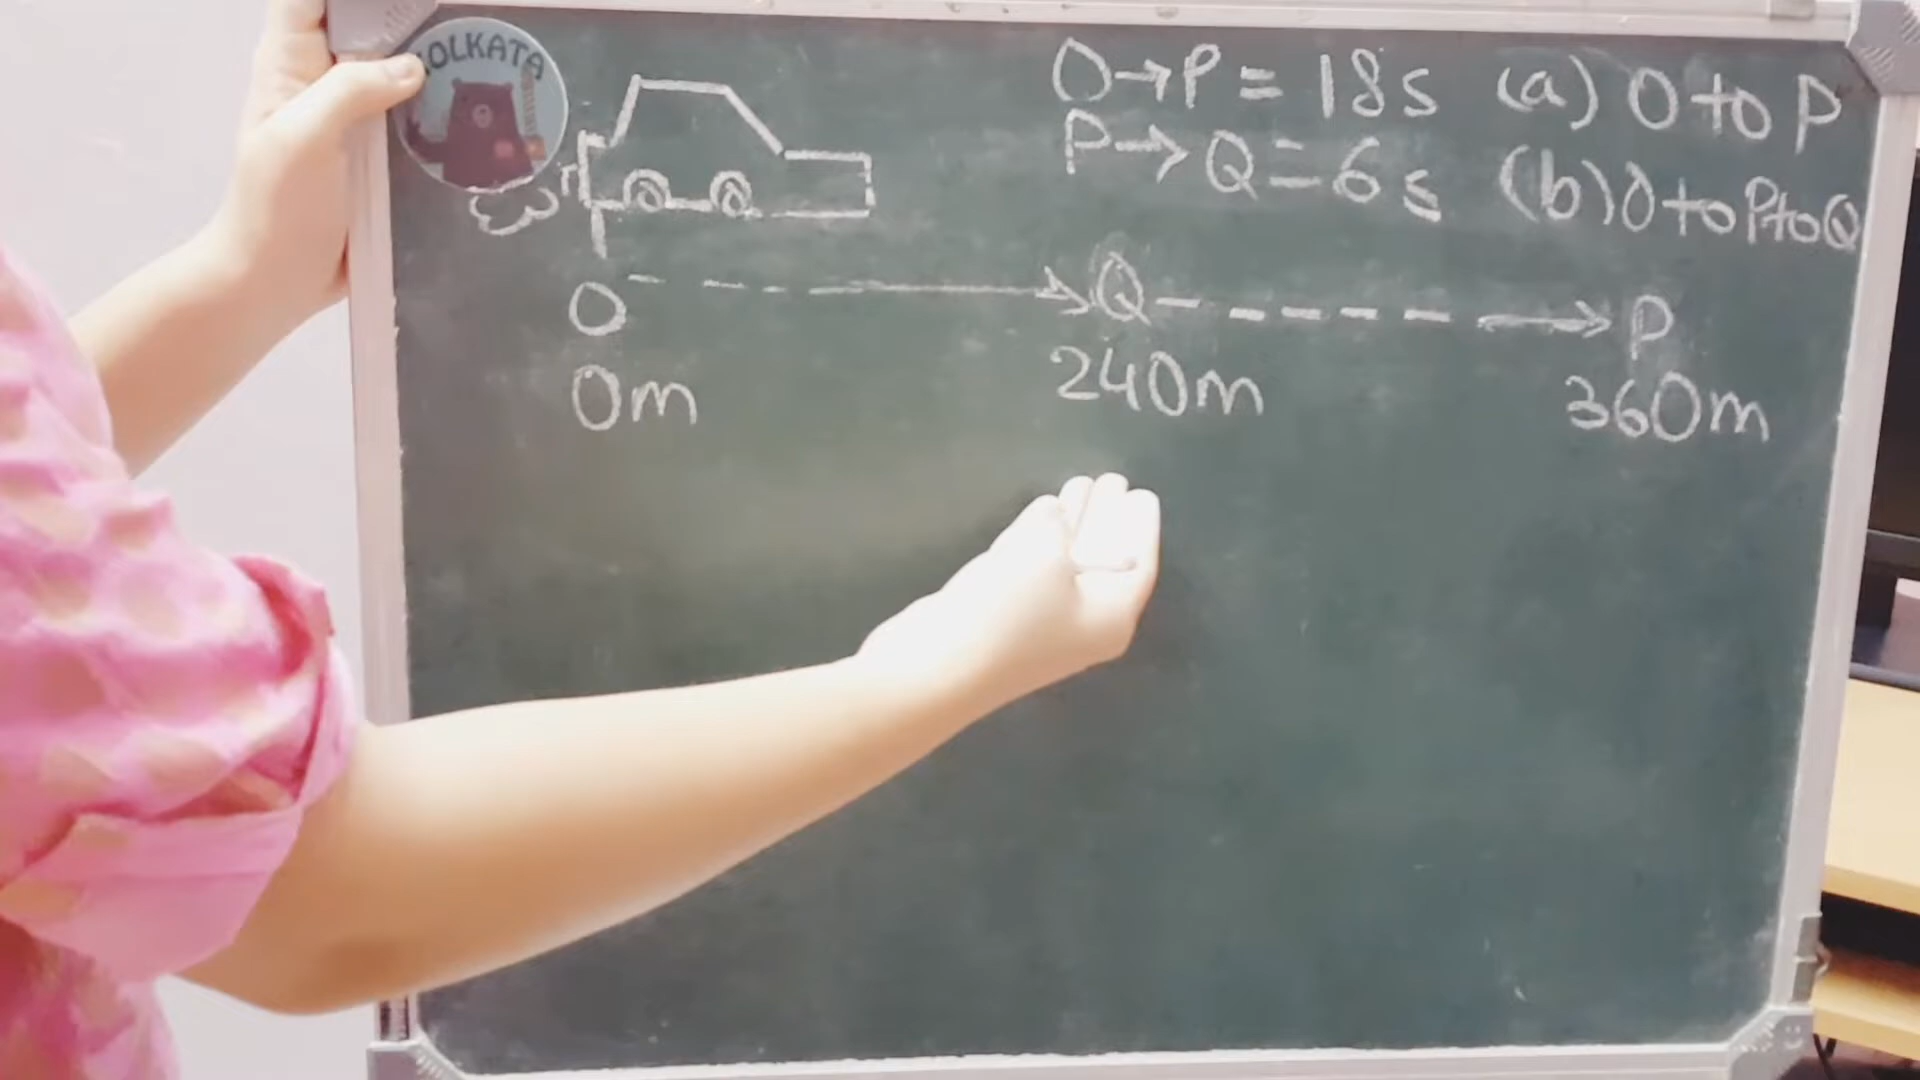 KOLKATA
O→P = 18s (a) O to P
P→Q = 6s (b) O to P to Q
O Q P
0m 240m 360m